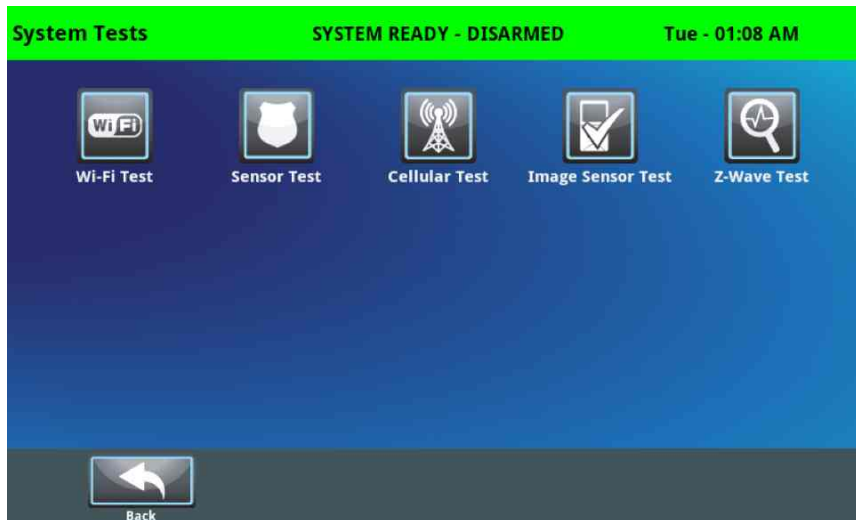 System Tests SYSTEM READY - DISARMED Tue - 01:08 AM
WiFi
Wi-Fi Test Sensor Test Cellular Test Image Sensor Test Z-Wave Test
Back